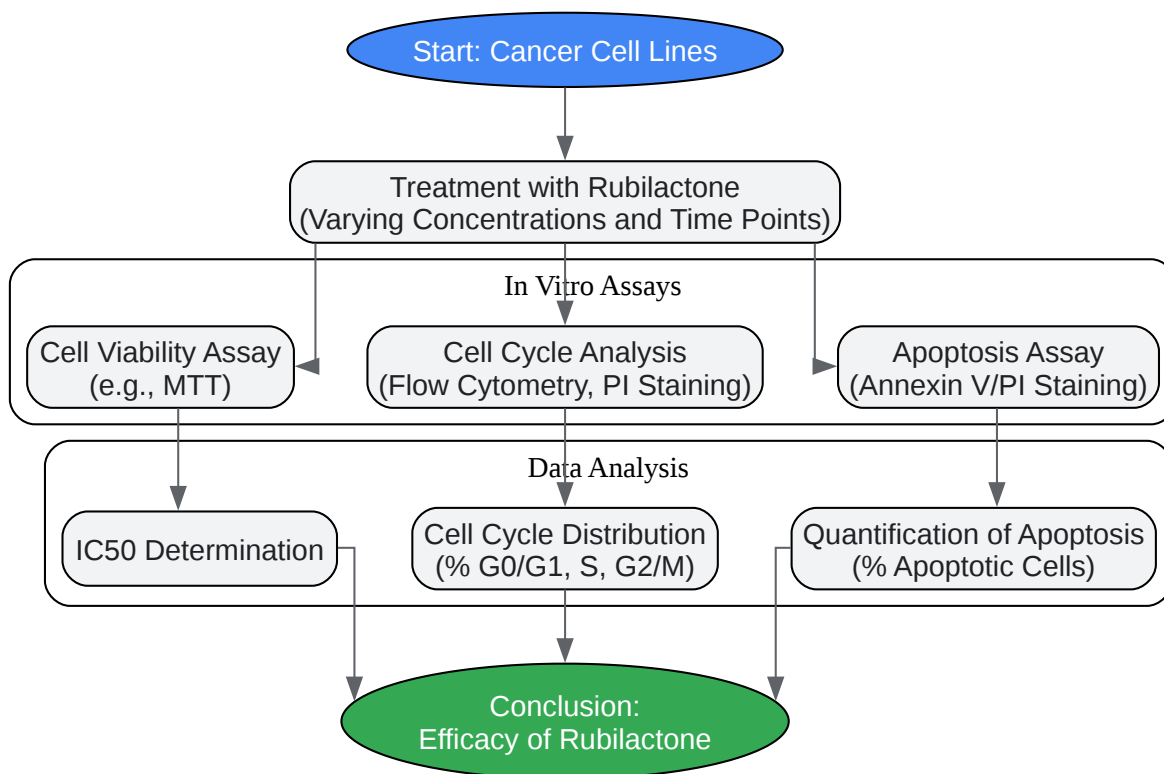 Start: Cancer Cell Lines
Treatment with Rubilactone
(Varying Concentrations and Time Points)
In Vitro Assays
Cell Viability Assay
(e.g., MTT)
Cell Cycle Analysis
(Flow Cytometry, PI Staining)
Apoptosis Assay
(Annexin V/PI Staining)
Data Analysis
IC50 Determination
Cell Cycle Distribution
(% G0/G1, S, G2/M)
Quantification of Apoptosis
(% Apoptotic Cells)
Conclusion:
Efficacy of Rubilactone